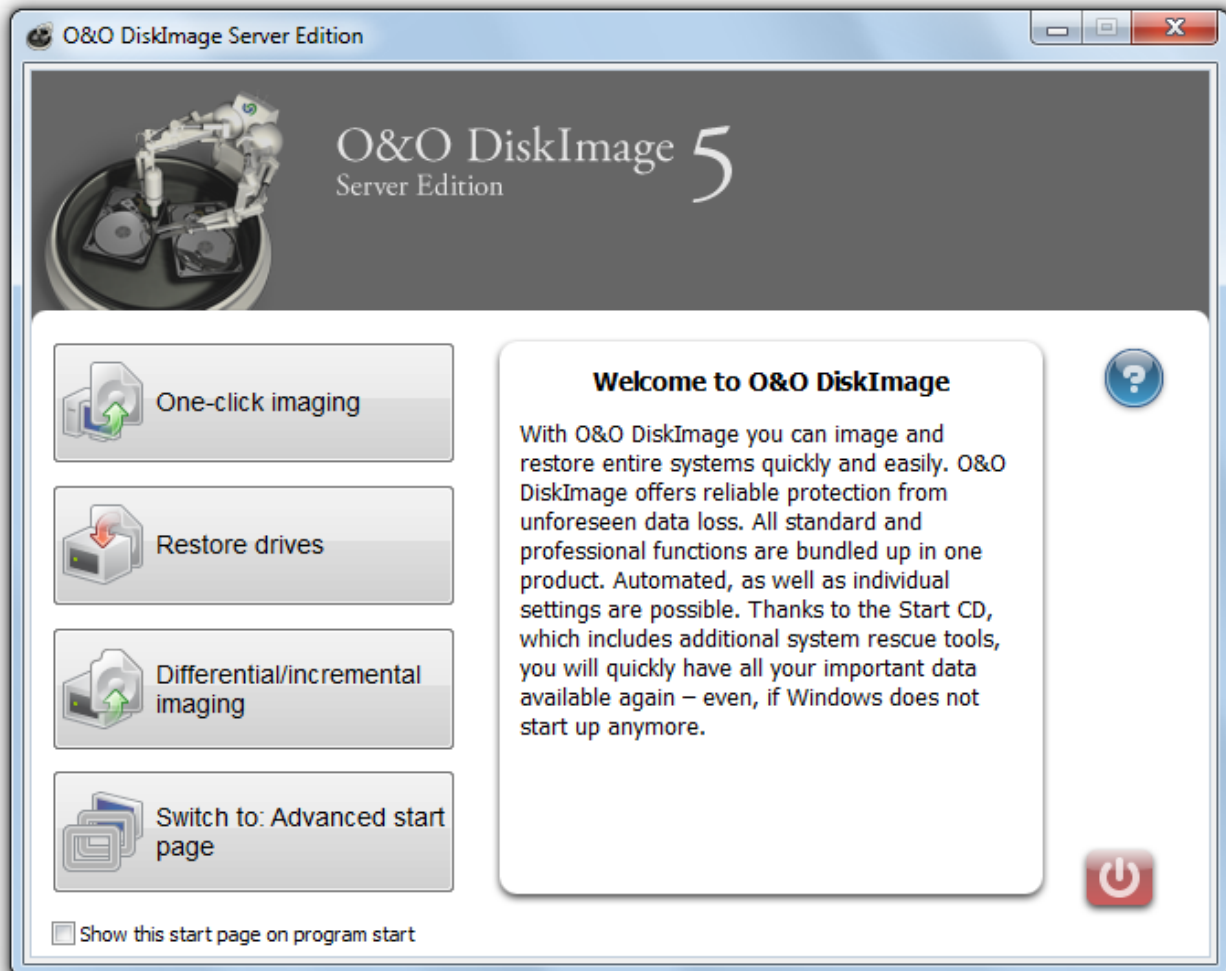 O&O DiskImage Server Edition
O&O DiskImage 5
Server Edition
One-click imaging
Restore drives
Differential/incremental
imaging
Switch to: Advanced start
page
Show this start page on program start
Welcome to O&O DiskImage
With O&O DiskImage you can image and
restore entire systems quickly and easily. O&O
DiskImage offers reliable protection from
unforeseen data loss. All standard and
professional functions are bundled up in one
product. Automated, as well as individual
settings are possible. Thanks to the Start CD,
which includes additional system rescue tools,
you will quickly have all your important data
available again – even, if Windows does not
start up anymore.